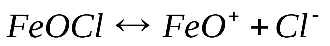 FeOCl ↔ FeO⁺ + Cl⁻